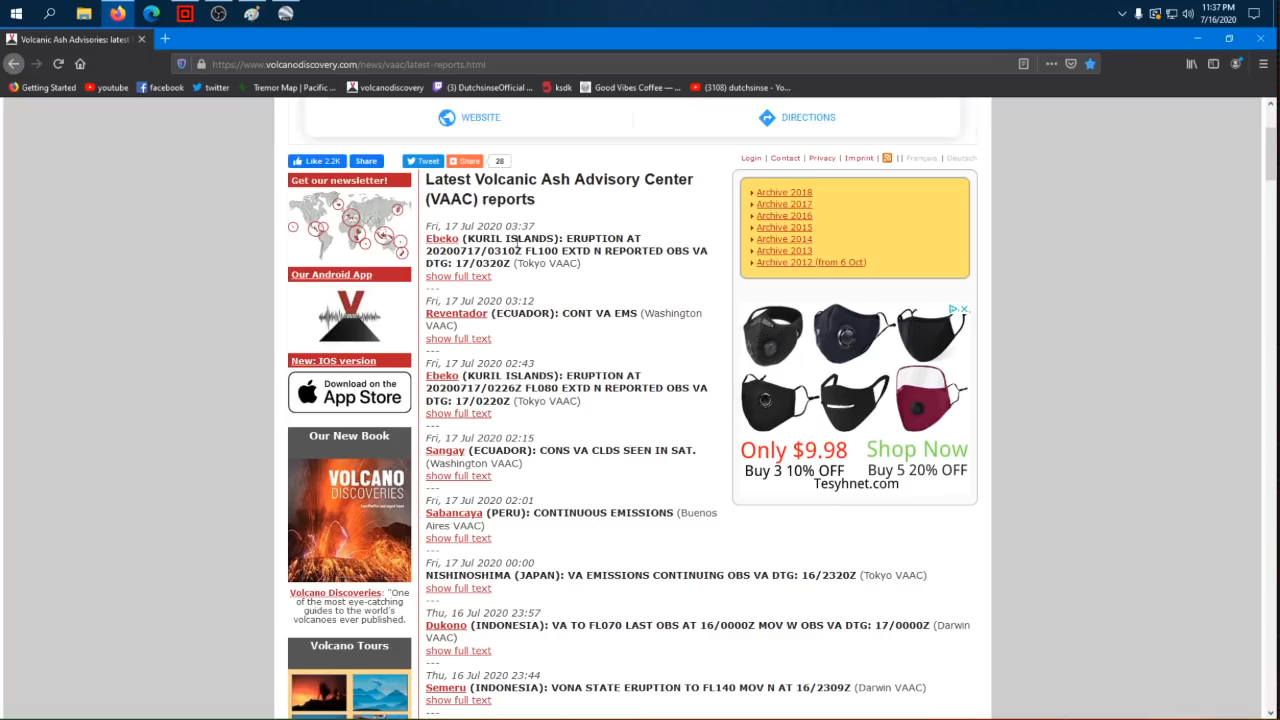 11:37 PM
7/16/2020
Volcanic Ash Advisories: latest
https://www.volcanodiscovery.com/news/vaac/latest-reports.html
Getting Started
youtube
facebook
twitter
Tremor Map | Pacific ...
volcanodiscovery
(3) DutchsinseOfficial ...
ksdk
Good Vibes Coffee — ...
(3108) dutchsinse - Yo...
WEBSITE
DIRECTIONS
Like 2.2K
Share
Tweet
Share
28
Login | Contact | Privacy | Imprint | || Français | Deutsch
Get our newsletter!
Our Android App
New: IOS version
Download on the
App Store
Our New Book
VOLCANO
DISCOVERIES
Volcano Discoveries: "One
of the most eye-catching
guides to the world's
volcanoes ever published.
Volcano Tours
Latest Volcanic Ash Advisory Center
(VAAC) reports
Fri, 17 Jul 2020 03:37
Ebeko (KURIL ISLANDS): ERUPTION AT
20200717/0310Z FL100 EXTD N REPORTED OBS VA
DTG: 17/0320Z (Tokyo VAAC)
show full text
---
Fri, 17 Jul 2020 03:12
Reventador (ECUADOR): CONT VA EMS (Washington
VAAC)
show full text
---
Fri, 17 Jul 2020 02:43
Ebeko (KURIL ISLANDS): ERUPTION AT
20200717/0226Z FL080 EXTD N REPORTED OBS VA
DTG: 17/0220Z (Tokyo VAAC)
show full text
---
Fri, 17 Jul 2020 02:15
Sangay (ECUADOR): CONS VA CLDS SEEN IN SAT.
(Washington VAAC)
show full text
---
Fri, 17 Jul 2020 02:01
Sabancaya (PERU): CONTINUOUS EMISSIONS (Buenos
Aires VAAC)
show full text
---
Fri, 17 Jul 2020 00:00
NISHINOSHIMA (JAPAN): VA EMISSIONS CONTINUING OBS VA DTG: 16/2320Z (Tokyo VAAC)
show full text
---
Thu, 16 Jul 2020 23:57
Dukono (INDONESIA): VA TO FL070 LAST OBS AT 16/0000Z MOV W OBS VA DTG: 17/0000Z (Darwin
VAAC)
show full text
---
Thu, 16 Jul 2020 23:44
Semeru (INDONESIA): VONA STATE ERUPTION TO FL140 MOV N AT 16/2309Z (Darwin VAAC)
show full text
---
Archive 2018
Archive 2017
Archive 2016
Archive 2015
Archive 2014
Archive 2013
Archive 2012 (from 6 Oct)
Only $9.98
Shop Now
Buy 3 10% OFF
Buy 5 20% OFF
Tesyhnet.com